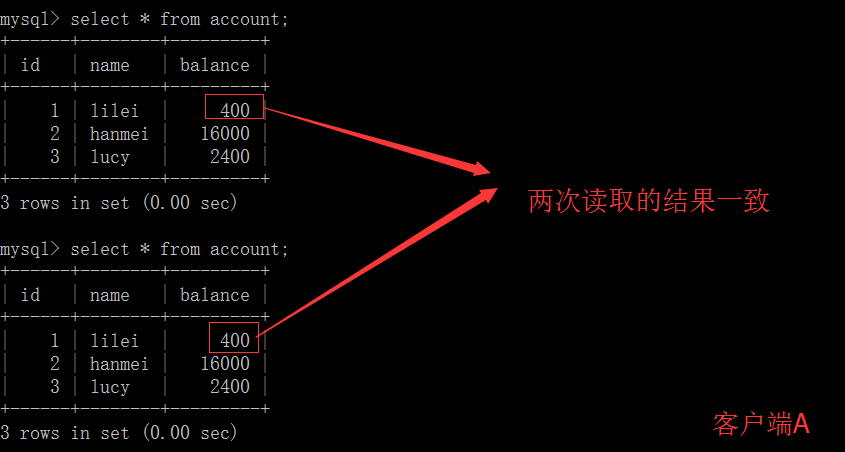 mysql> select * from account;
+------+--------+---------+
| id   | name   | balance |
+------+--------+---------+
|    1 | lilei  |     400 |
|    2 | hanmei |   16000 |
|    3 | lucy   |    2400 |
+------+--------+---------+
3 rows in set (0.00 sec)
两次读取的结果一致
mysql> select * from account;
+------+--------+---------+
| id   | name   | balance |
+------+--------+---------+
|    1 | lilei  |     400 |
|    2 | hanmei |   16000 |
|    3 | lucy   |    2400 |
+------+--------+---------+
3 rows in set (0.00 sec)
客户端A